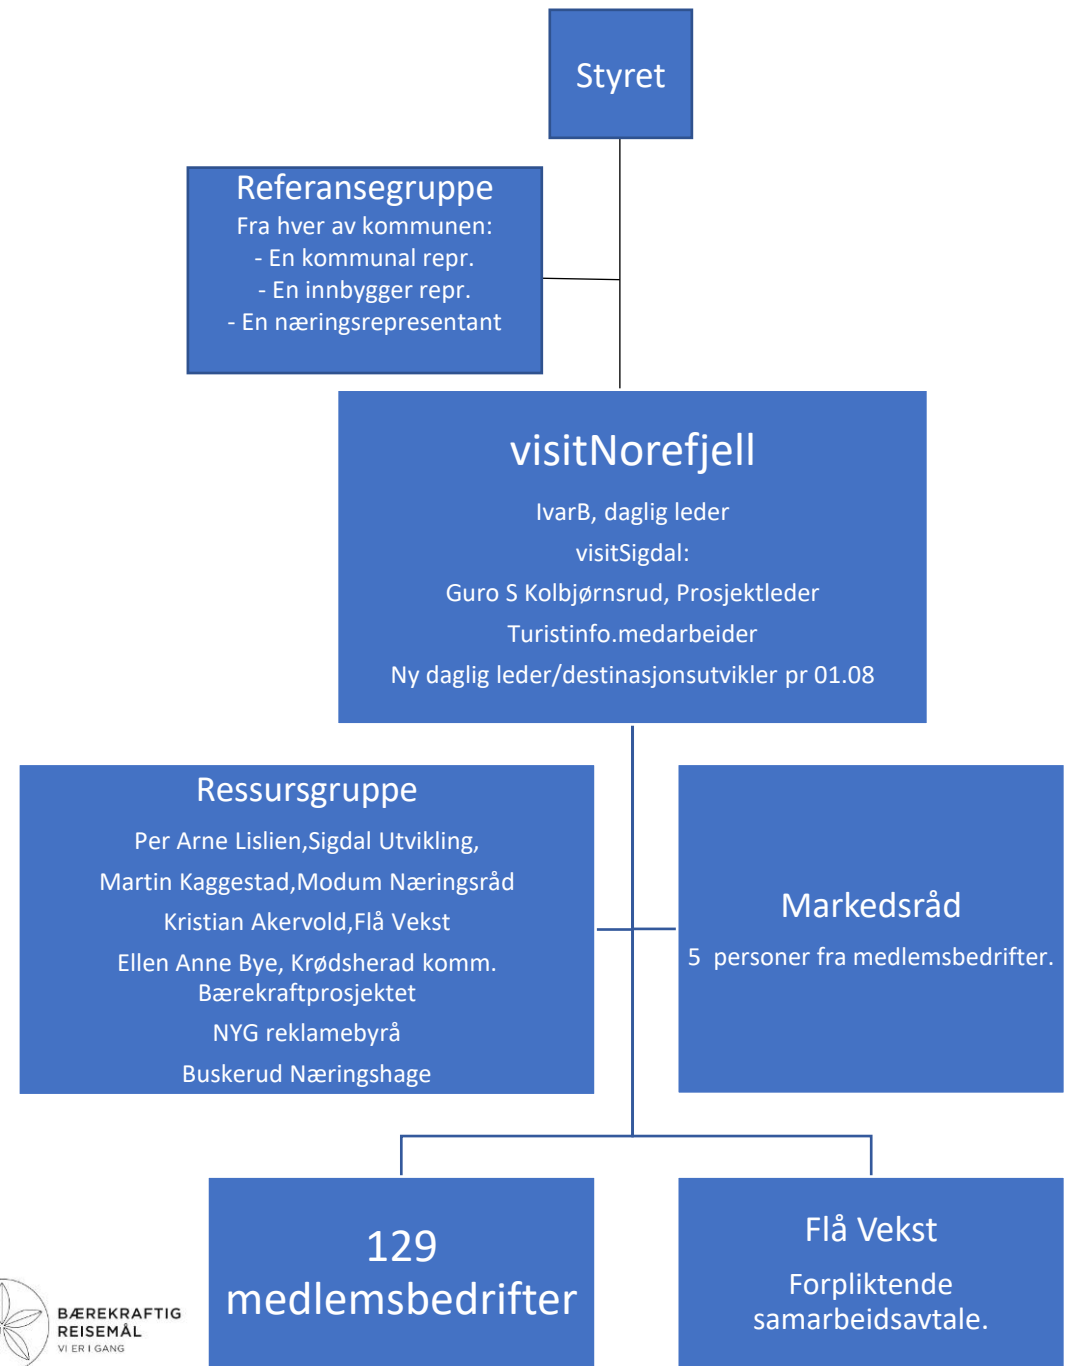 Styret
Referansegruppe
Fra hver av kommunen:
- En kommunal repr.
- En innbygger repr.
- En næringsrepresentant
visitNorefjell
IvarB, daglig leder
visitSigdal:
Guro S Kolbjørnsrud, Prosjektleder
Turistinfo.medarbeider
Ny daglig leder/destinasjonsutvikler pr 01.08
Ressursgruppe
Per Arne Lislien,Sigdal Utvikling,
Martin Kaggestad,Modum Næringsråd
Kristian Akervold,Flå Vekst
Ellen Anne Bye, Krødsherad komm.
Bærekraftprosjektet
NYG reklamebyrå
Buskerud Næringshage
Markedsråd
5 personer fra medlemsbedrifter.
129
medlemsbedrifter
Flå Vekst
Forpliktende
samarbeidsavtale.
BÆREKRAFTIG
REISEMÅL
VI ER I GANG